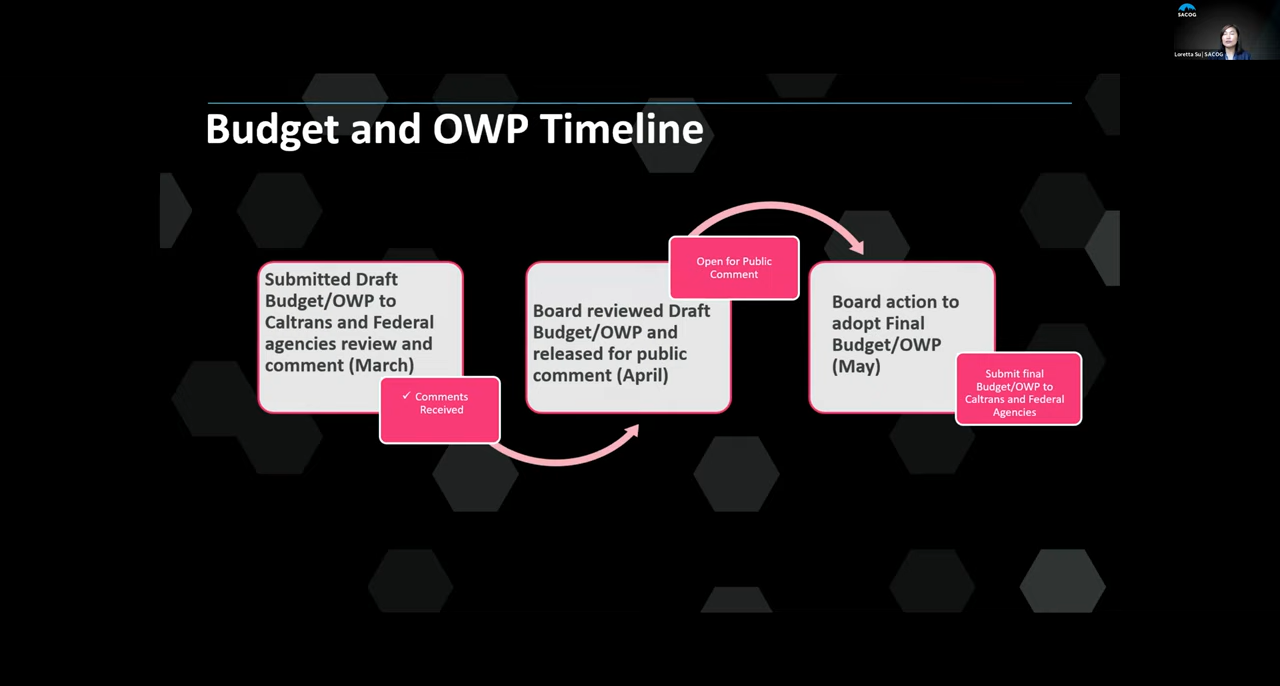 SACOG
Loretta Su | SACOG
Budget and OWP Timeline
Submitted Draft
Budget/OWP to
Caltrans and Federal
agencies review and
comment (March)
✓ Comments
Received
Board reviewed Draft
Budget/OWP and
released for public
comment (April)
Open for Public
Comment
Board action to
adopt Final
Budget/OWP
(May)
Submit final
Budget/OWP to
Caltrans and Federal
Agencies